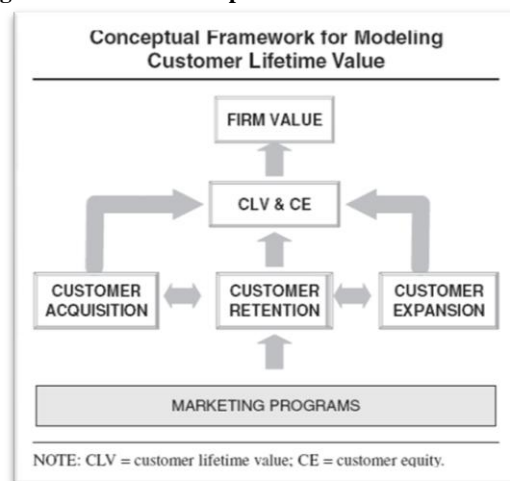 Conceptual Framework for Modeling
Customer Lifetime Value
FIRM VALUE
CLV & CE
CUSTOMER
ACQUISITION
CUSTOMER
RETENTION
CUSTOMER
EXPANSION
MARKETING PROGRAMS
NOTE: CLV = customer lifetime value; CE = customer equity.